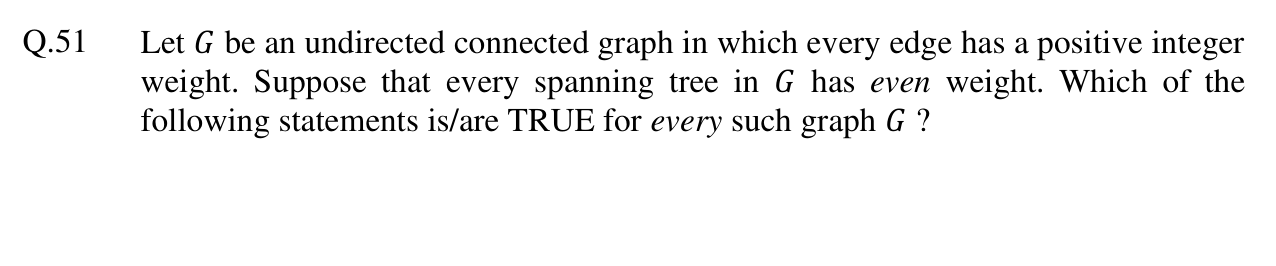 Q.51 Let G be an undirected connected graph in which every edge has a positive integer
weight. Suppose that every spanning tree in G has even weight. Which of the
following statements is/are TRUE for every such graph G ?